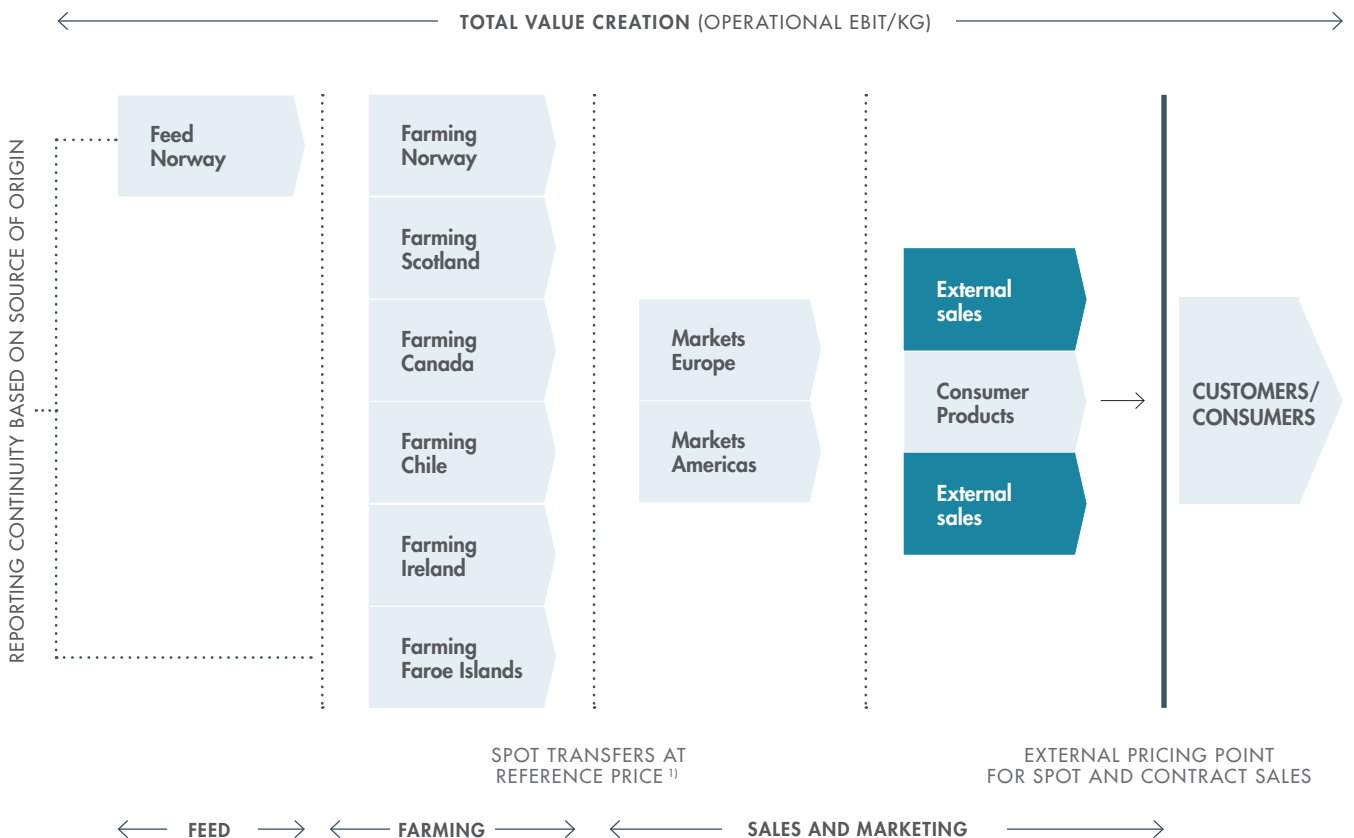 TOTAL VALUE CREATION (OPERATIONAL EBIT/KG)
REPORTING CONTINUITY BASED ON SOURCE OF ORIGIN
Feed
Norway
Farming
Norway
Farming
Scotland
Farming
Canada
Farming
Chile
Farming
Ireland
Farming
Faroe Islands
Markets
Europe
Markets
Americas
External
sales
Consumer
Products
External
sales
CUSTOMERS/
CONSUMERS
SPOT TRANSFERS AT
REFERENCE PRICE 1)
EXTERNAL PRICING POINT
FOR SPOT AND CONTRACT SALES
FEED
FARMING
SALES AND MARKETING